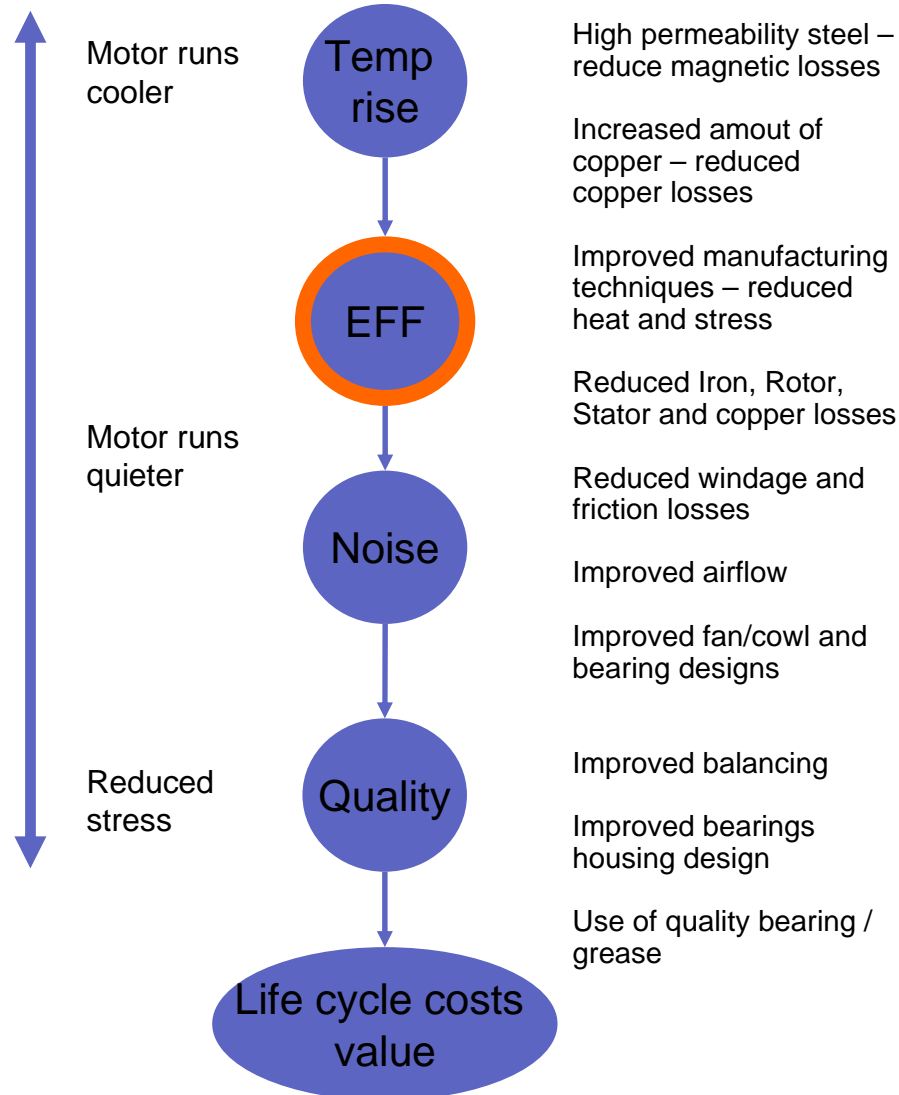 Motor runs
cooler
Motor runs
quieter
Reduced
stress
Temp
rise
EFF
Noise
Quality
Life cycle costs
value
High permeability steel –
reduce magnetic losses
Increased amout of
copper – reduced
copper losses
Improved manufacturing
techniques – reduced
heat and stress
Reduced Iron, Rotor,
Stator and copper losses
Reduced windage and
friction losses
Improved airflow
Improved fan/cowl and
bearing designs
Improved balancing
Improved bearings
housing design
Use of quality bearing /
grease